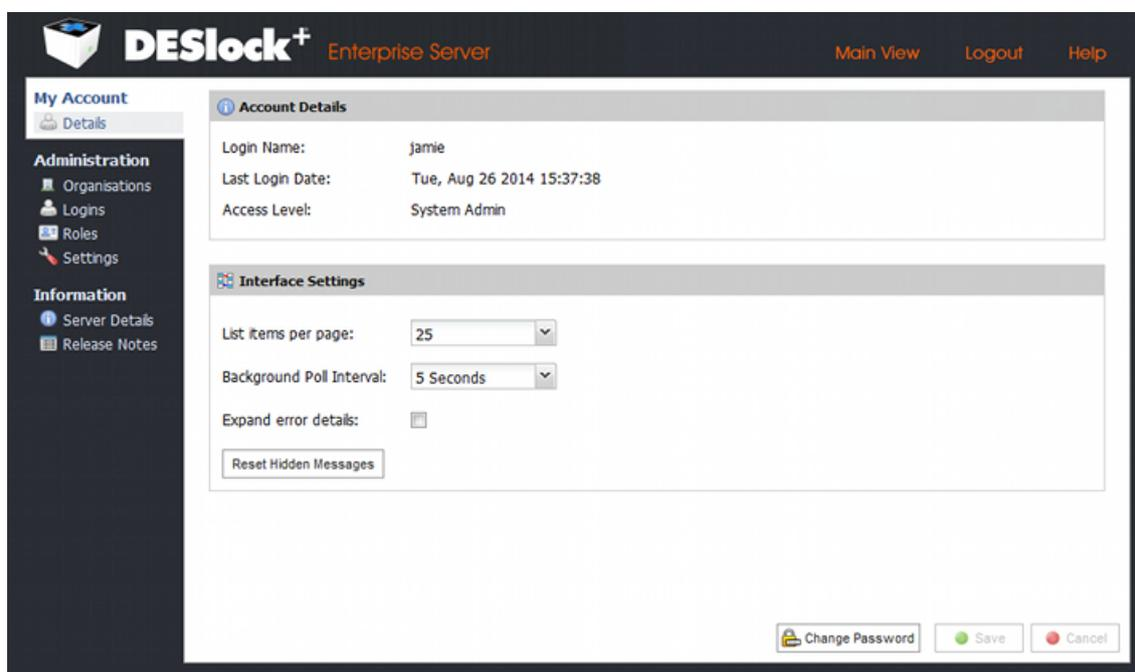 DESlock+ Enterprise Server
Main View Logout Help
My Account
Details
Administration
Organisations
Logins
Roles
Settings
Information
Server Details
Release Notes
Account Details
Login Name: jamie
Last Login Date: Tue, Aug 26 2014 15:37:38
Access Level: System Admin
Interface Settings
List items per page: 25
Background Poll Interval: 5 Seconds
Expand error details:
Reset Hidden Messages
Change Password Save Cancel